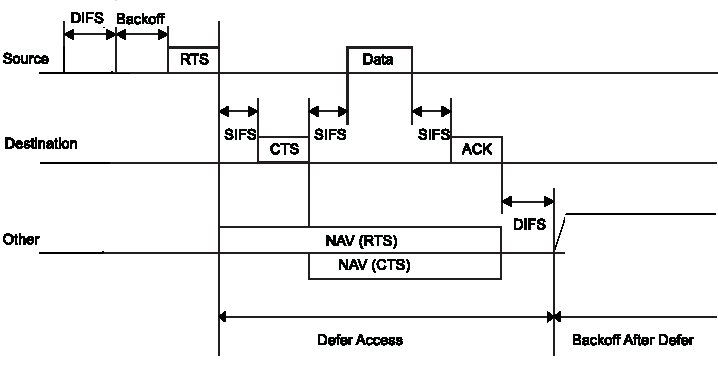 DIFS Backoff
Source RTS Data
SIFS SIFS SIFS
Destination CTS ACK
DIFS
Other NAV (RTS)
NAV (CTS)
Defer Access Backoff After Defer